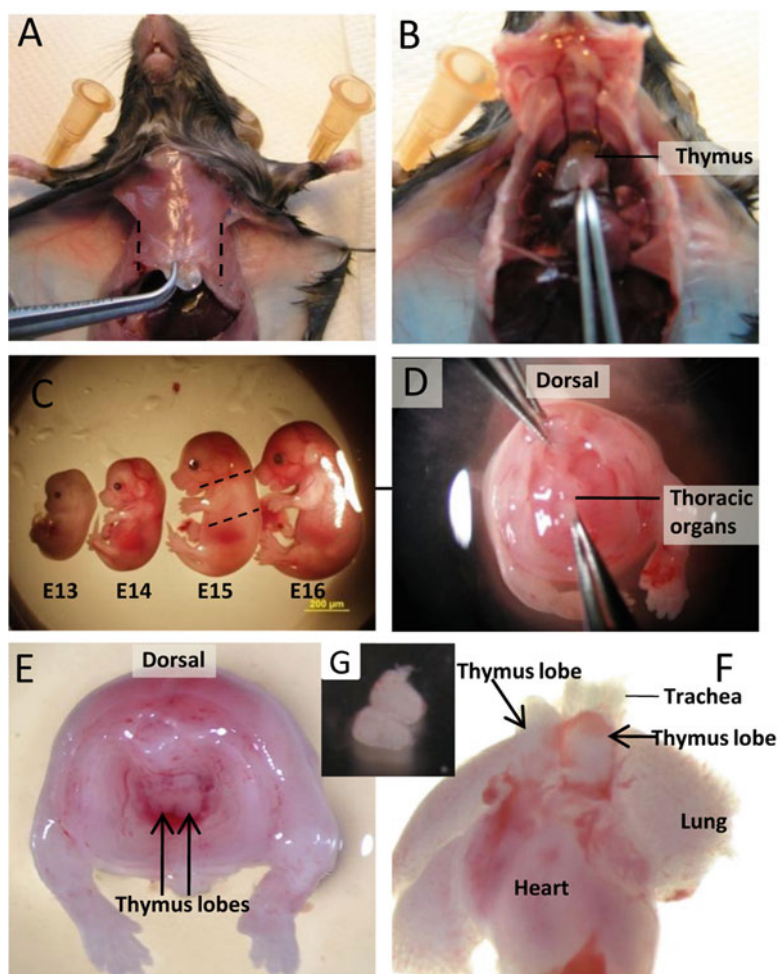 A
B
Thymus
C
E13
E14
E15
E16
200 µm
D
Dorsal
Thoracic
organs
E
Dorsal
Thymus lobes
G
Thymus lobe
F
Trachea
Thymus lobe
Lung
Heart